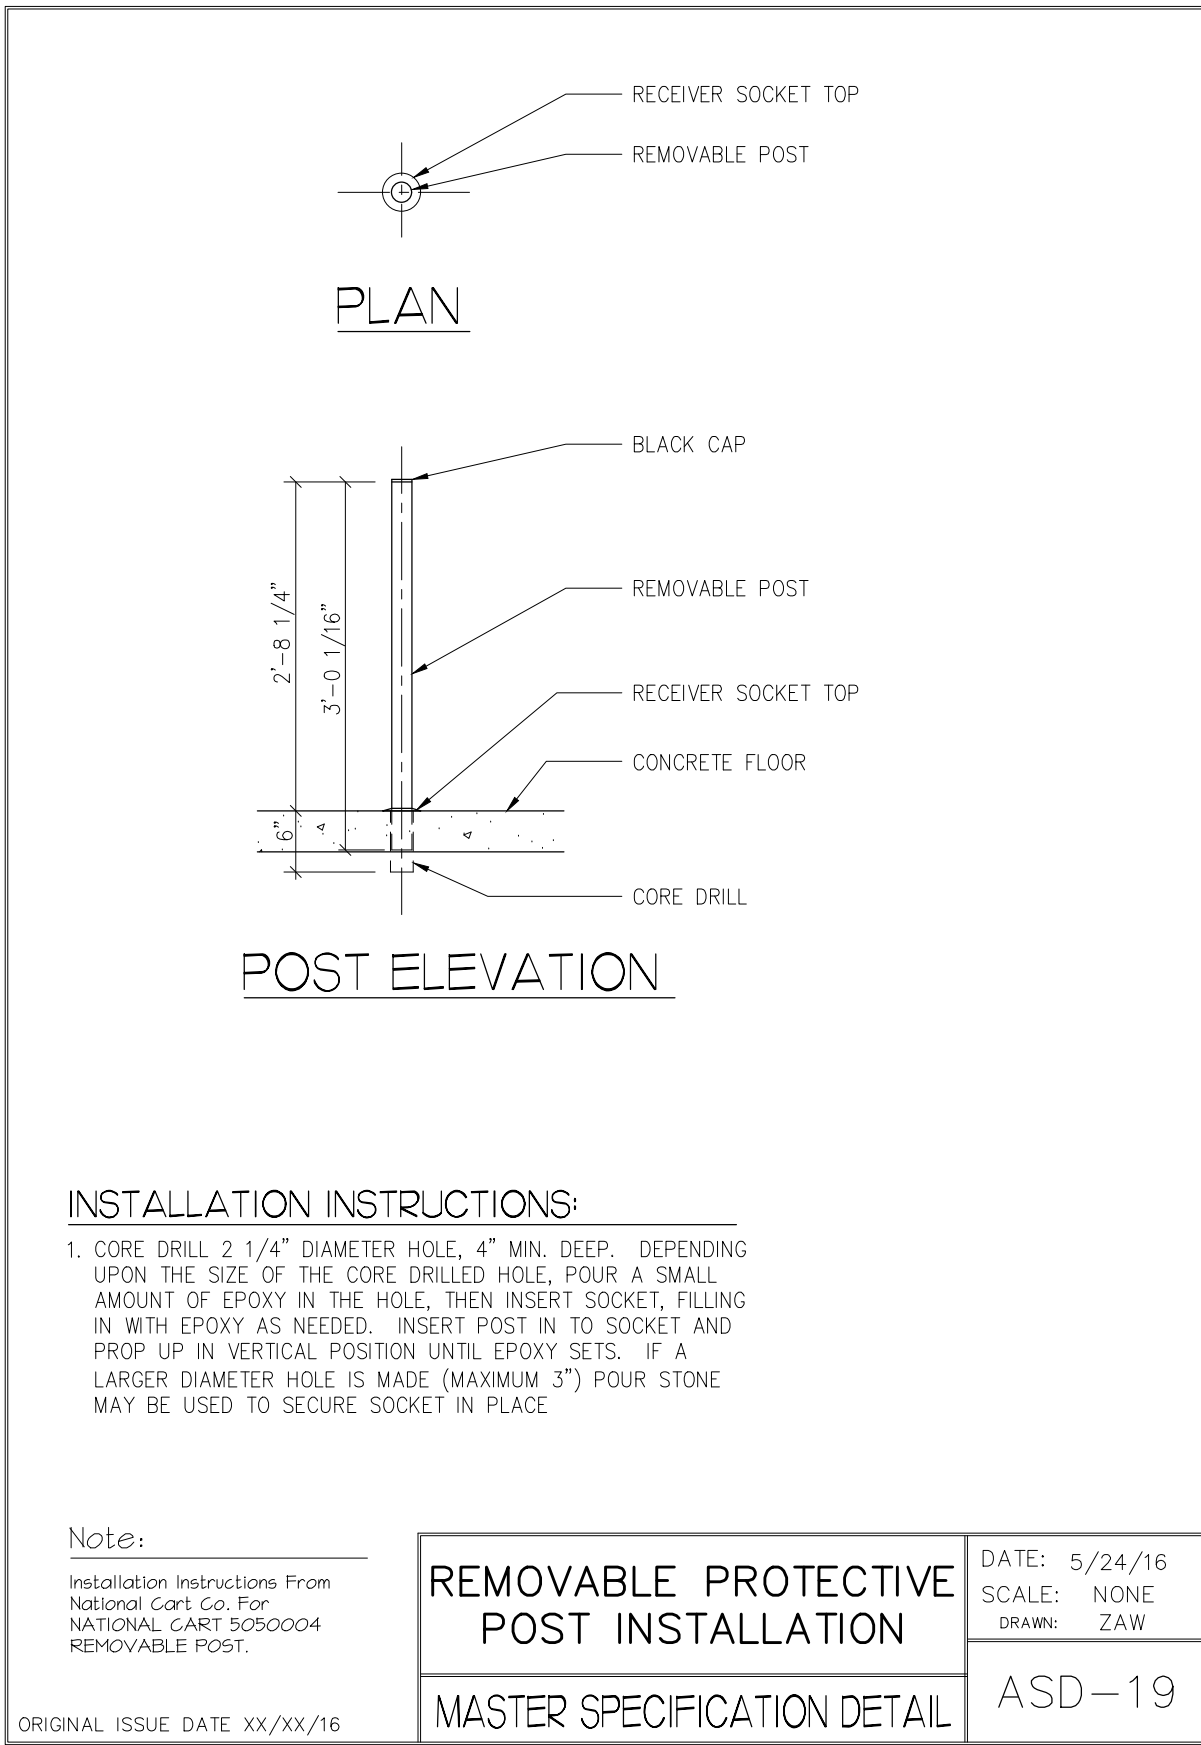 RECEIVER SOCKET TOP
REMOVABLE POST
PLAN
BLACK CAP
REMOVABLE POST
2'-8 1/4"
3'-0 1/16"
RECEIVER SOCKET TOP
CONCRETE FLOOR
6"
CORE DRILL
POST ELEVATION
INSTALLATION INSTRUCTIONS:
1. CORE DRILL 2 1/4" DIAMETER HOLE, 4" MIN. DEEP. DEPENDING
UPON THE SIZE OF THE CORE DRILLED HOLE, POUR A SMALL
AMOUNT OF EPOXY IN THE HOLE, THEN INSERT SOCKET, FILLING
IN WITH EPOXY AS NEEDED. INSERT POST IN TO SOCKET AND
PROP UP IN VERTICAL POSITION UNTIL EPOXY SETS. IF A
LARGER DIAMETER HOLE IS MADE (MAXIMUM 3") POUR STONE
MAY BE USED TO SECURE SOCKET IN PLACE
Note:
Installation Instructions From
National Cart Co. For
NATIONAL CART 5050004
REMOVABLE POST.
ORIGINAL ISSUE DATE XX/XX/16
REMOVABLE PROTECTIVE
POST INSTALLATION
MASTER SPECIFICATION DETAIL
DATE: 5/24/16
SCALE: NONE
DRAWN: ZAW
ASD-19